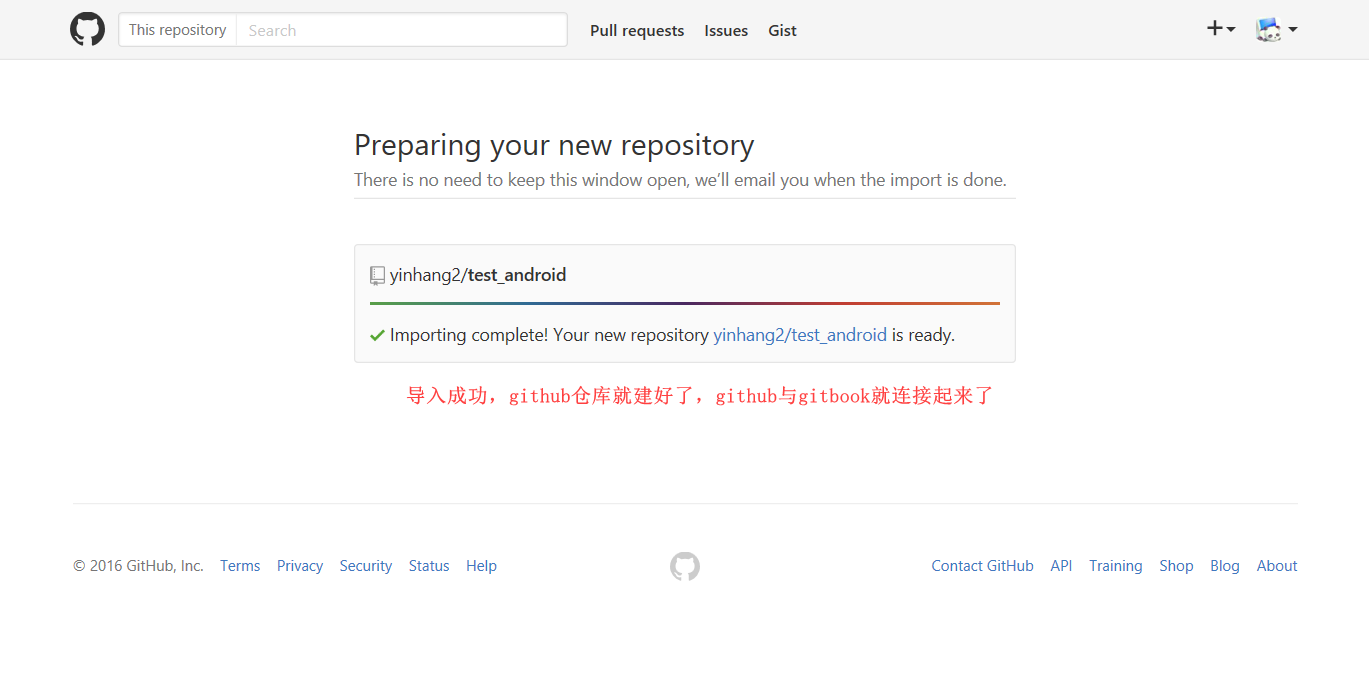 This repository Search Pull requests Issues Gist
Preparing your new repository
There is no need to keep this window open, we’ll email you when the import is done.
yinhang2/test_android
Importing complete! Your new repository yinhang2/test_android is ready.
导入成功，github仓库就建好了，github与gitbook就连接起来了
© 2016 GitHub, Inc. Terms Privacy Security Status Help Contact GitHub API Training Shop Blog About